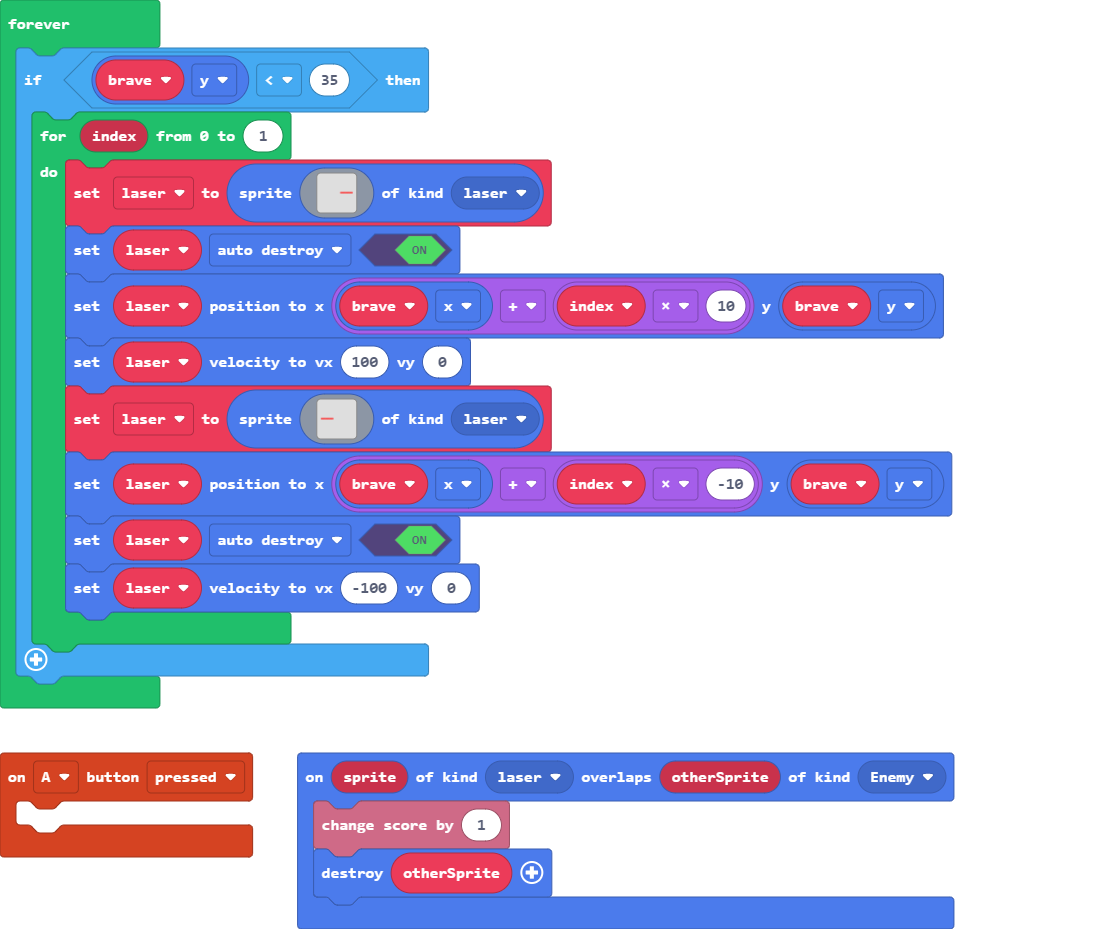 forever
if brave y < 35 then
for index from 0 to 1
do
set laser to sprite of kind laser
set laser auto destroy ON
set laser position to x brave x + index × 10 y brave y
set laser velocity to vx 100 vy 0
set laser to sprite of kind laser
set laser position to x brave x + index × -10 y brave y
set laser auto destroy ON
set laser velocity to vx -100 vy 0
on A button pressed
on sprite of kind laser overlaps otherSprite of kind Enemy
change score by 1
destroy otherSprite